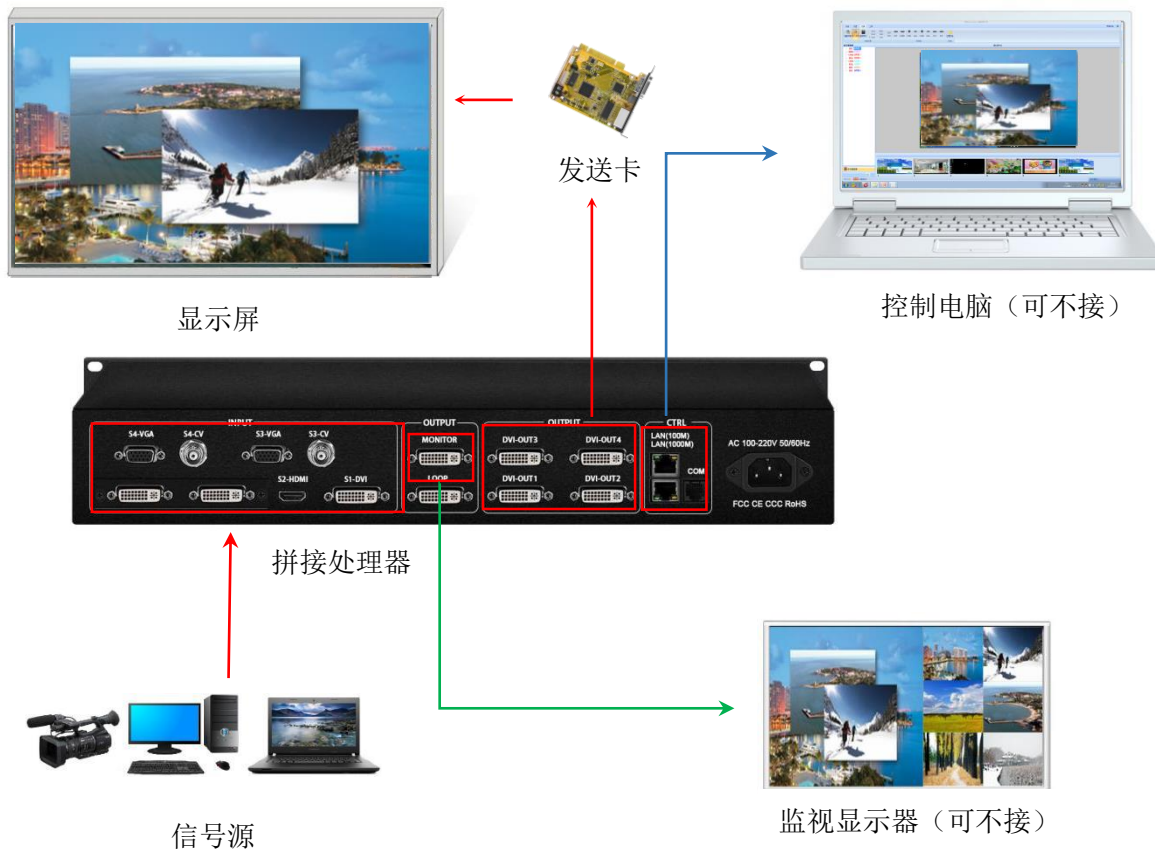 发送卡
显示屏
控制电脑（可不接）
INPUT
S4-VGA
S4-CV
S3-VGA
S3-CV
S2-HDMI
S1-DVI
OUTPUT
MONITOR
LOOP
OUTPUT
DVI-OUT3
DVI-OUT4
DVI-OUT1
DVI-OUT2
CTRL
LAN(100M)
LAN(1000M)
COM
AC 100-220V 50/60Hz
FCC CE CCC RoHS
拼接处理器
信号源
监视显示器（可不接）